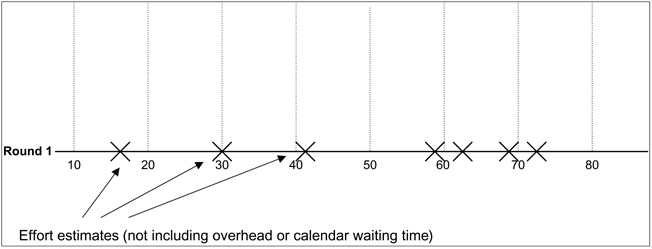 Round 1
10 20 30 40 50 60 70 80
Effort estimates (not including overhead or calendar waiting time)